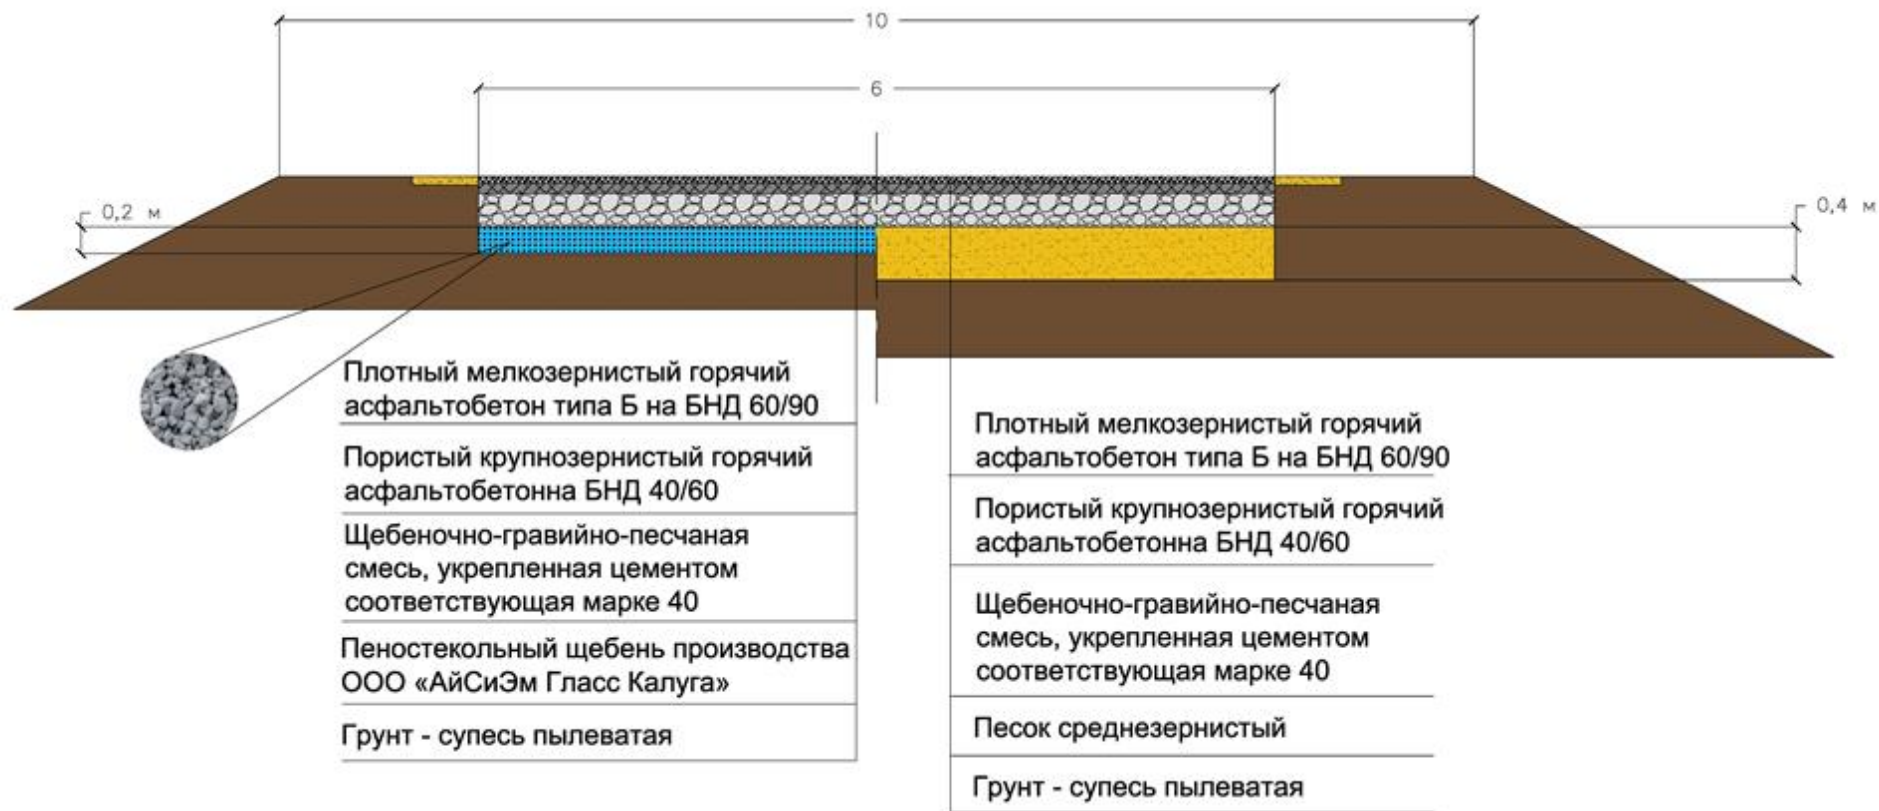 10
6
0,2 м
0,4 м
Плотный мелкозернистый горячий
асфальтобетон типа Б на БНД 60/90
Пористый крупнозернистый горячий
асфальтобетонна БНД 40/60
Щебеночно-гравийно-песчаная
смесь, укрепленная цементом
соответствующая марке 40
Пеностекольный щебень производства
ООО «АйСиЭм Гласс Калуга»
Грунт - супесь пылеватая
Плотный мелкозернистый горячий
асфальтобетон типа Б на БНД 60/90
Пористый крупнозернистый горячий
асфальтобетонна БНД 40/60
Щебеночно-гравийно-песчаная
смесь, укрепленная цементом
соответствующая марке 40
Песок среднезернистый
Грунт - супесь пылеватая